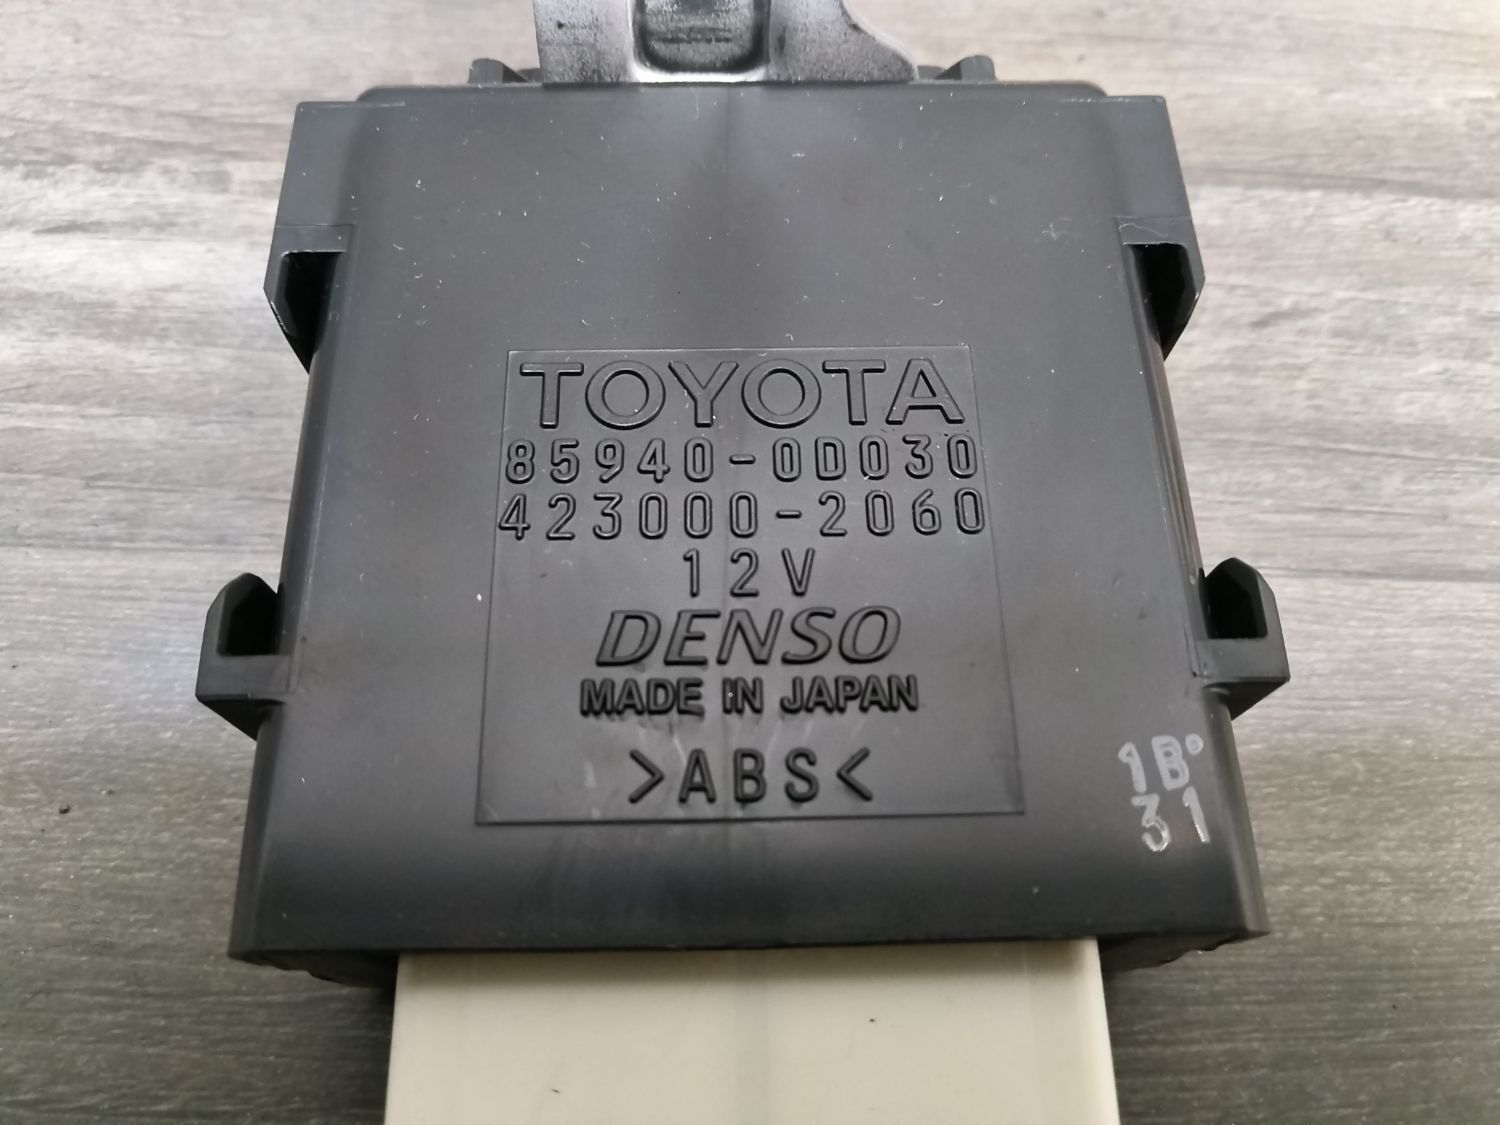 TOYOTA
85940-0D030
423000-2060
12V
DENSO
MADE IN JAPAN
>ABS<
1B
31